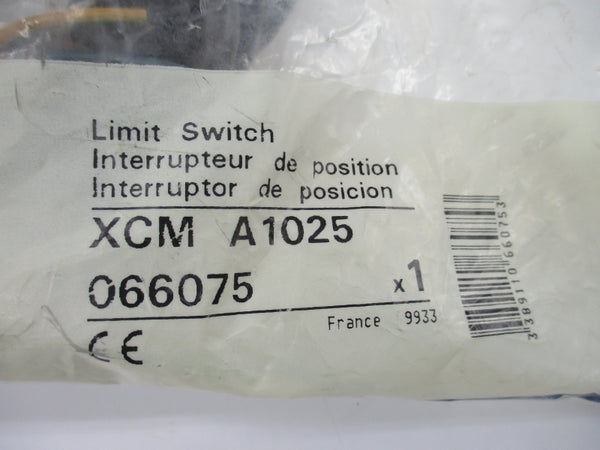 Limit Switch
Interrupteur de position
Interruptor de posicion
XCM A1025
066075 x1
France 9933
CE
3389110660753